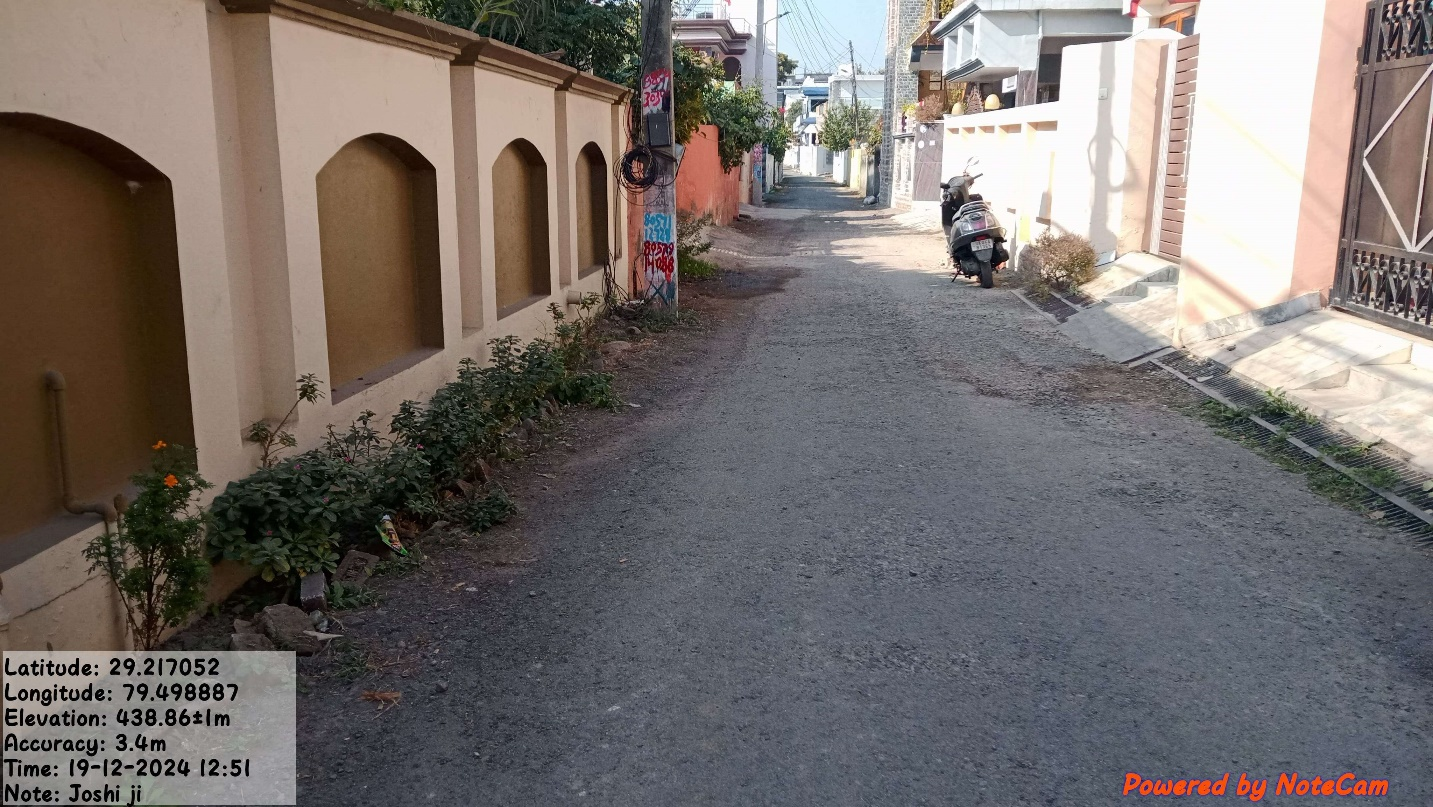 Latitude: 29.217052
Longitude: 79.498887
Elevation: 438.86±1m
Accuracy: 3.4m
Time: 19-12-2024 12:51
Note: Joshi ji
Powered by NoteCam